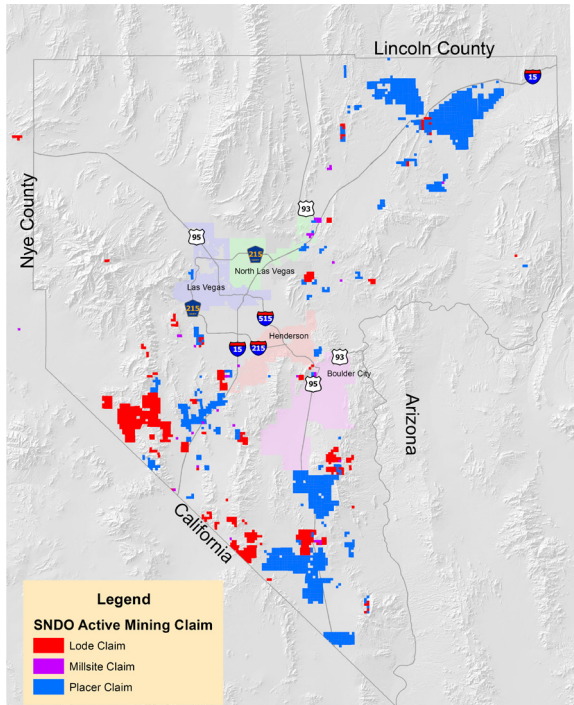 Lincoln County
15
Nye County
93
95
215
North Las Vegas
Las Vegas
215
515
Henderson
15
215
93
Boulder City
95
Arizona
California
Legend
SNDO Active Mining Claim
Lode Claim
Millsite Claim
Placer Claim